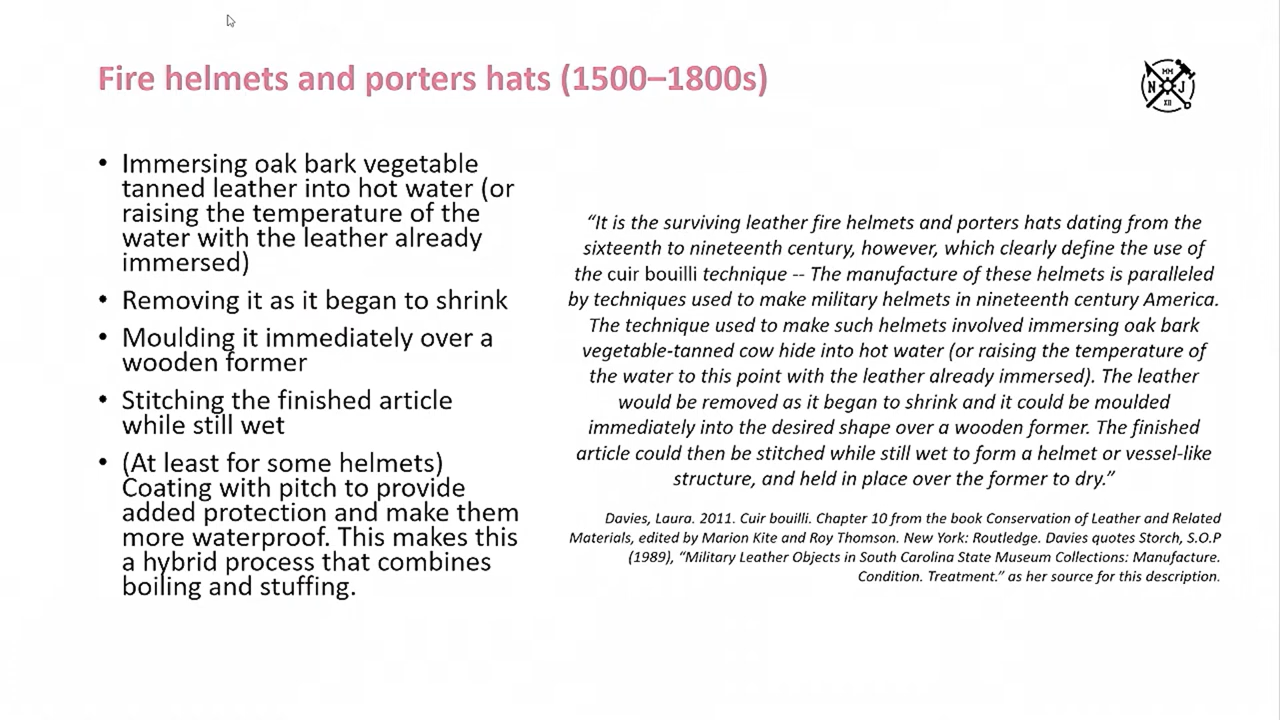 Fire helmets and porters hats (1500–1800s)
MM
N J
XII
• Immersing oak bark vegetable
tanned leather into hot water (or
raising the temperature of the
water with the leather already
immersed)
• Removing it as it began to shrink
• Moulding it immediately over a
wooden former
• Stitching the finished article
while still wet
• (At least for some helmets)
Coating with pitch to provide
added protection and make them
more waterproof. This makes this
a hybrid process that combines
boiling and stuffing.
“It is the surviving leather fire helmets and porters hats dating from the
sixteenth to nineteenth century, however, which clearly define the use of
the cuir bouilli technique -- The manufacture of these helmets is paralleled
by techniques used to make military helmets in nineteenth century America.
The technique used to make such helmets involved immersing oak bark
vegetable-tanned cow hide into hot water (or raising the temperature of
the water to this point with the leather already immersed). The leather
would be removed as it began to shrink and it could be moulded
immediately into the desired shape over a wooden former. The finished
article could then be stitched while still wet to form a helmet or vessel-like
structure, and held in place over the former to dry.”
Davies, Laura. 2011. Cuir bouilli. Chapter 10 from the book Conservation of Leather and Related
Materials, edited by Marion Kite and Roy Thomson. New York: Routledge. Davies quotes Storch, S.O.P
(1989), “Military Leather Objects in South Carolina State Museum Collections: Manufacture.
Condition. Treatment.” as her source for this description.